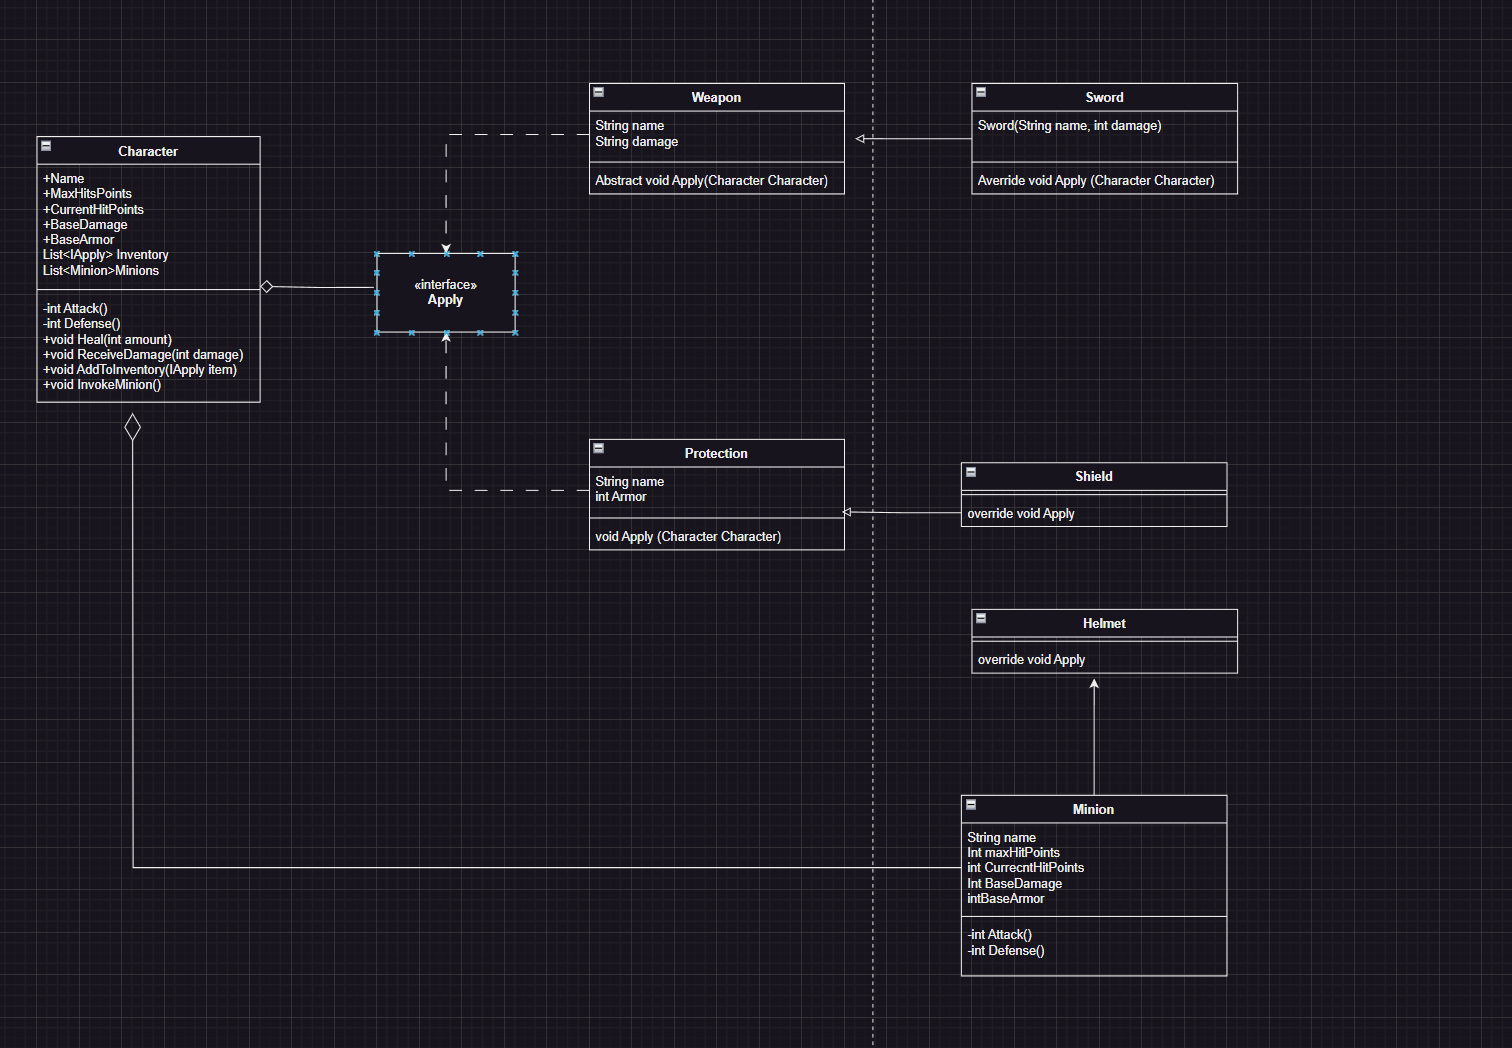 Character
+Name
+MaxHitsPoints
+CurrentHitPoints
+BaseDamage
+BaseArmor
List<IApply> Inventory
List<Minion>Minions
-int Attack()
-int Defense()
+void Heal(int amount)
+void ReceiveDamage(int damage)
+void AddToInventory(IApply item)
+void InvokeMinion()
«interface»
Apply
Weapon
String name
String damage
Abstract void Apply(Character Character)
Sword
Sword(String name, int damage)
Averride void Apply (Character Character)
Protection
String name
int Armor
void Apply (Character Character)
Shield
override void Apply
Helmet
override void Apply
Minion
String name
Int maxHitPoints
int CurrecntHitPoints
Int BaseDamage
intBaseArmor
-int Attack()
-int Defense()